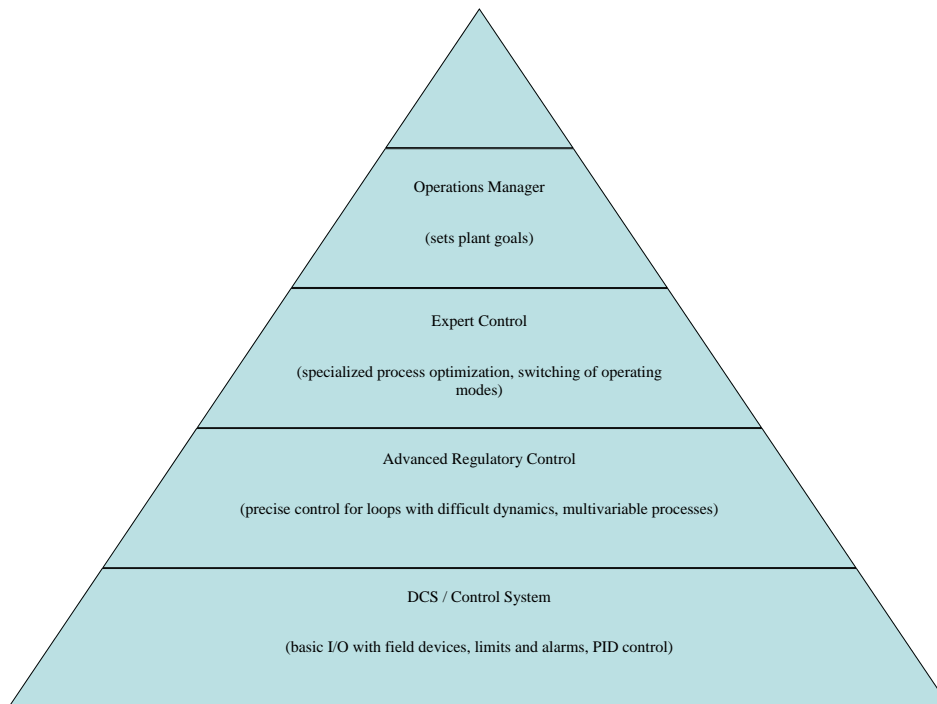 Operations Manager
(sets plant goals)
Expert Control
(specialized process optimization, switching of operating
modes)
Advanced Regulatory Control
(precise control for loops with difficult dynamics, multivariable processes)
DCS / Control System
(basic I/O with field devices, limits and alarms, PID control)